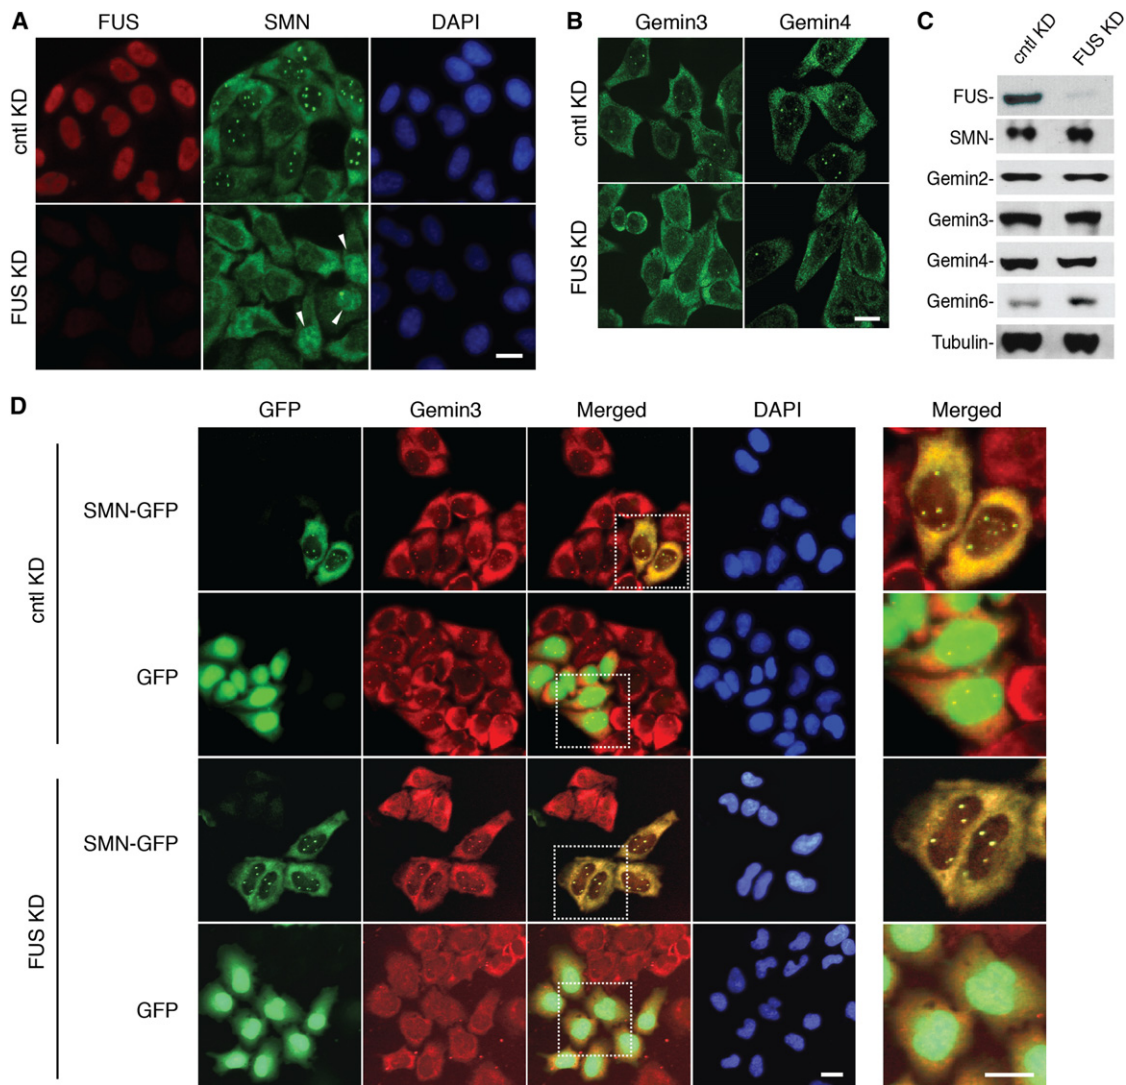 A
FUS SMN DAPI
cntl KD
FUS KD
B
Gemin3 Gemin4
cntl KD
FUS KD
C
cntl KD FUS KD
FUS-
SMN-
Gemin2-
Gemin3-
Gemin4-
Gemin6-
Tubulin-
D
GFP Gemin3 Merged DAPI Merged
cntl KD
SMN-GFP
GFP
FUS KD
SMN-GFP
GFP